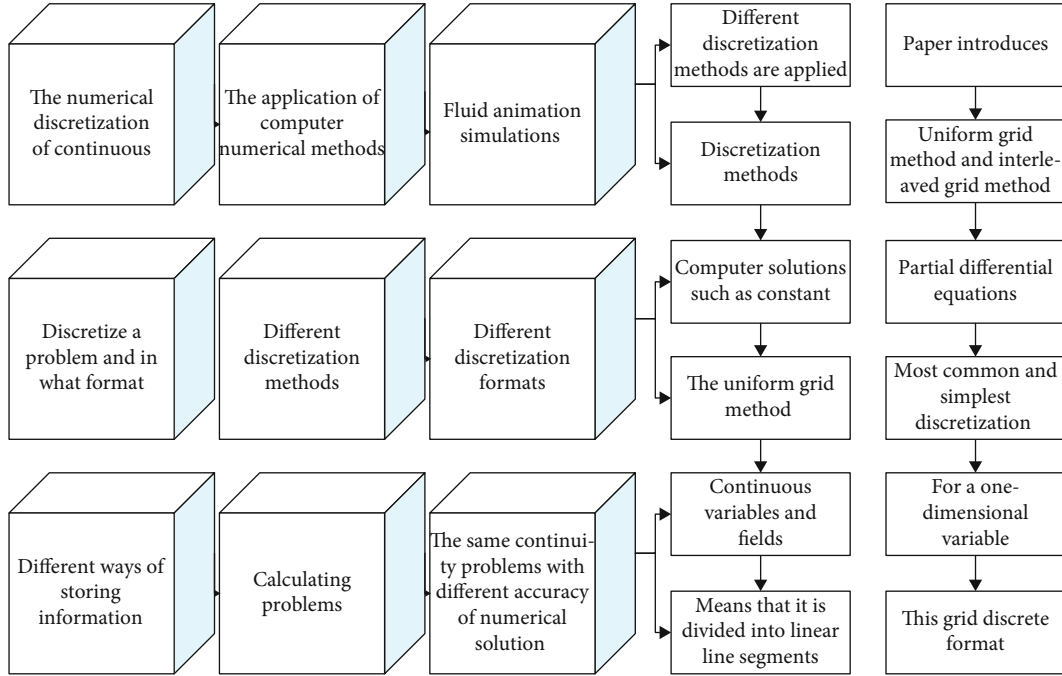 The numerical
discretization
of continuous
The application of
computer
numerical methods
Fluid animation
simulations
Different
discretization
methods are applied
Discretization
methods
Paper introduces
Uniform grid
method and interle-
aved grid method
Discretize a
problem and in
what format
Different
discretization
methods
Different
discretization
formats
Computer solutions
such as constant
The uniform grid
method
Partial differential
equations
Most common and
simplest
discretization
Different ways of
storing
information
Calculating
problems
The same continui-
ty problems with
different accuracy
of numerical
solution
Continuous
variables and
fields
Means that it is
divided into linear
line segments
For a one-
dimensional
variable
This grid discrete
format